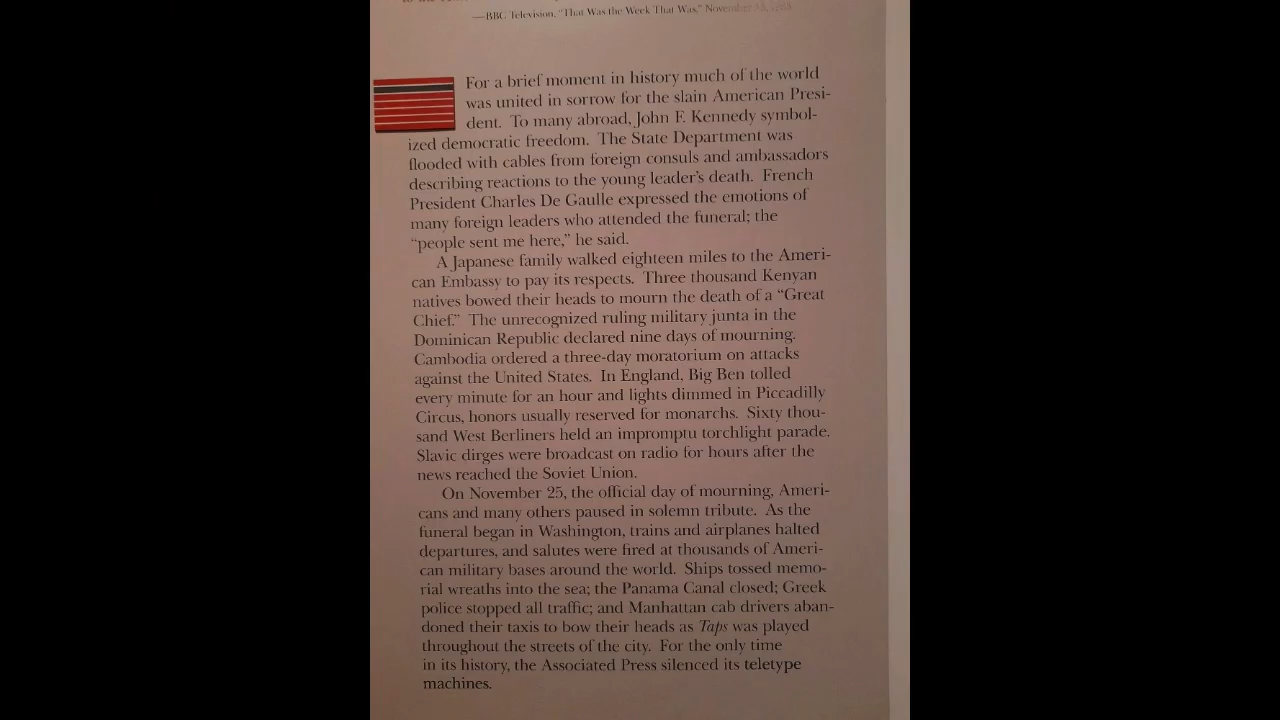 —BBC Television, "That Was the Week That Was," November
For a brief moment in history much of the world
was united in sorrow for the slain American Presi-
dent. To many abroad, John F. Kennedy symbol-
ized democratic freedom. The State Department was
flooded with cables from foreign consuls and ambassadors
describing reactions to the young leader's death. French
President Charles De Gaulle expressed the emotions of
many foreign leaders who attended the funeral; the
"people sent me here," he said.
A Japanese family walked eighteen miles to the Ameri-
can Embassy to pay its respects. Three thousand Kenyan
natives bowed their heads to mourn the death of a "Great
Chief." The unrecognized ruling military junta in the
Dominican Republic declared nine days of mourning.
Cambodia ordered a three-day moratorium on attacks
against the United States. In England, Big Ben tolled
every minute for an hour and lights dimmed in Piccadilly
Circus, honors usually reserved for monarchs. Sixty thou-
sand West Berliners held an impromptu torchlight parade.
Slavic dirges were broadcast on radio for hours after the
news reached the Soviet Union.
On November 25, the official day of mourning, Ameri-
cans and many others paused in solemn tribute. As the
funeral began in Washington, trains and airplanes halted
departures, and salutes were fired at thousands of Ameri-
can military bases around the world. Ships tossed memo-
rial wreaths into the sea; the Panama Canal closed; Greek
police stopped all traffic; and Manhattan cab drivers aban-
doned their taxis to bow their heads as Taps was played
throughout the streets of the city. For the only time
in its history, the Associated Press silenced its teletype
machines.